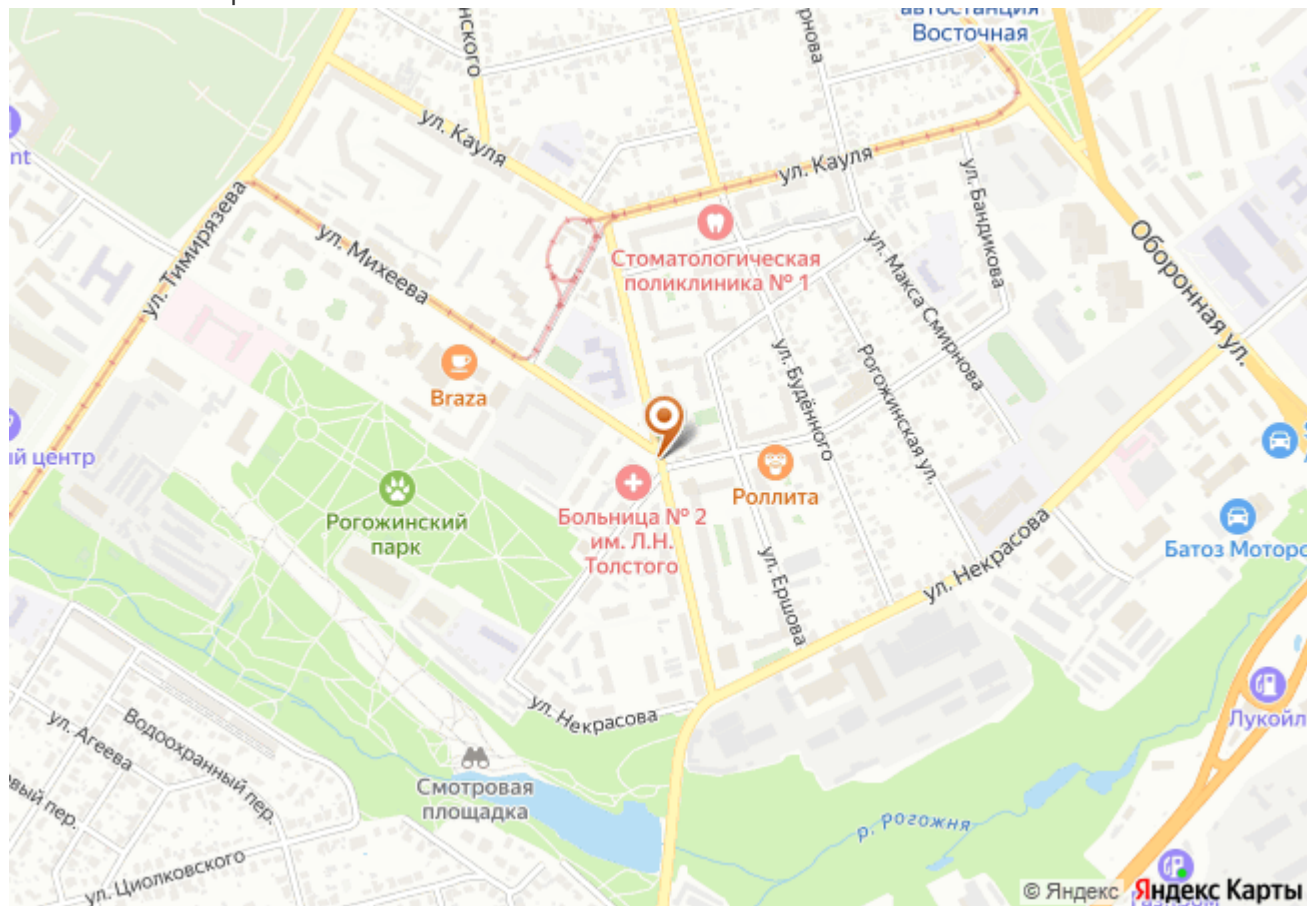 автостанция
Восточная
ул. Кауля
ул. Кауля
ул. Бандикова
nt
ул. Тимирязева
ул. Михеева
Стоматологическая
поликлиника № 1
ул. Макса Смирнова
Оборонная ул.
Braza
ул. Будённого
Рогожинская ул.
Роллита
Рогожинский
парк
Больница № 2
им. Л.Н.
Толстого
ул. Ершова
ул. Некрасова
Батоз Моторс
ул. Некрасова
Лукойл
ул. Агеева
Водоохранный пер.
Смотровая
площадка
р. Рогожня
ул. Циолковского
© Яндекс Яндекс Карты